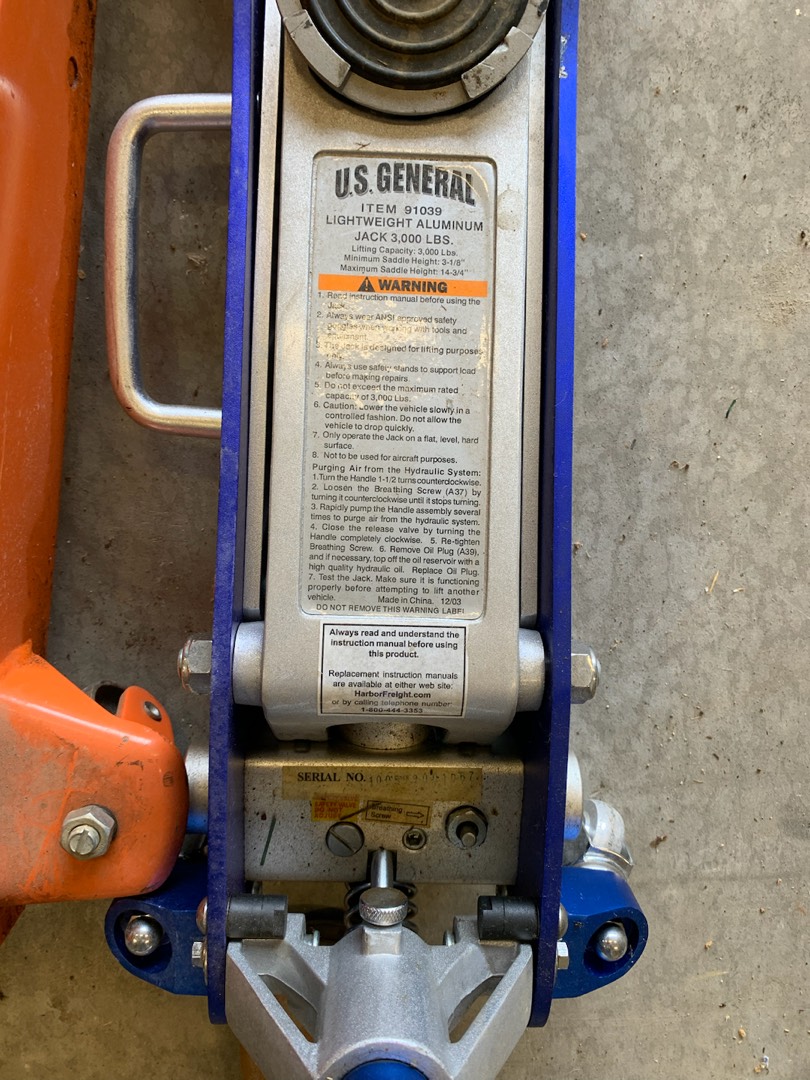 U.S. GENERAL
ITEM 91039
LIGHTWEIGHT ALUMINUM
JACK 3,000 LBS.
Lifting Capacity: 3,000 Lbs.
Minimum Saddle Height: 3-1/8"
Maximum Saddle Height: 14-3/4"
WARNING
1. Read instruction manual before using the
Jack.
2. Always wear ANSI approved safety
goggles when working with tools and
equipment.
3. The Jack is designed for lifting purposes
only.
4. Always use safety stands to support load
before making repairs.
5. Do not exceed the maximum rated
capacity of 3,000 Lbs.
6. Caution: Lower the vehicle slowly in a
controlled fashion. Do not allow the
vehicle to drop quickly.
7. Only operate the Jack on a flat, level, hard
surface.
8. Not to be used for aircraft purposes.
Purging Air from the Hydraulic System:
1.Turn the Handle 1-1/2 turns counterclockwise.
2. Loosen the Breathing Screw (A37) by
turning it counterclockwise until it stops turning.
3. Rapidly pump the Handle assembly several
times to purge air from the hydraulic system.
4. Close the release valve by turning the
Handle completely clockwise. 5. Re-tighten
Breathing Screw. 6. Remove Oil Plug (A39),
and if necessary, top off the oil reservoir with a
high quality hydraulic oil. Replace Oil Plug.
7. Test the Jack. Make sure it is functioning
properly before attempting to lift another
vehicle. Made in China. 12/03
DO NOT REMOVE THIS WARNING LABEL
Always read and understand the
instruction manual before using
this product.
Replacement instruction manuals
are available at either web site:
HarborFreight.com
or by calling telephone number:
1-800-444-3353
SERIAL NO.
SAFETY VALVE
DO NOT
Breathing
Screw